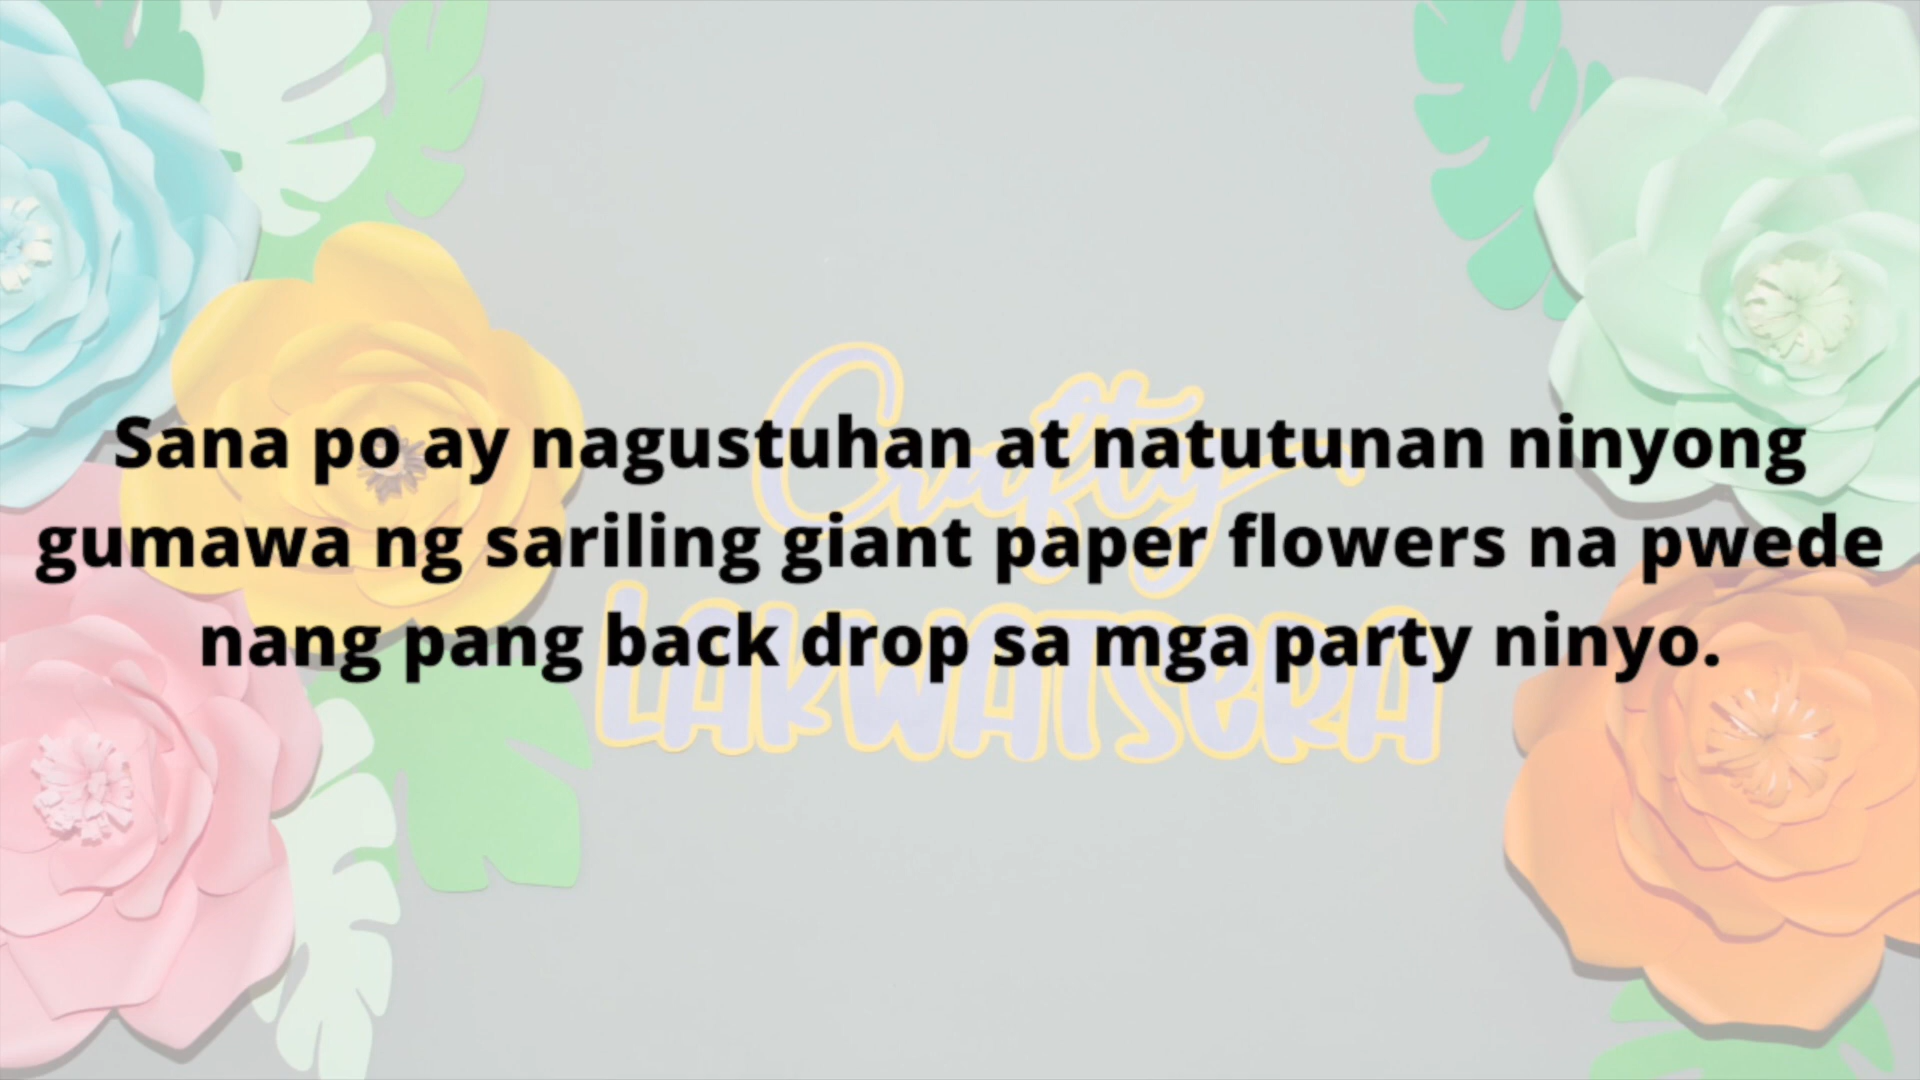 Sana po ay nagustuhan at natutunan ninyong
gumawa ng sariling giant paper flowers na pwede
nang pang back drop sa mga party ninyo.
Crafty
LAKWATSERA